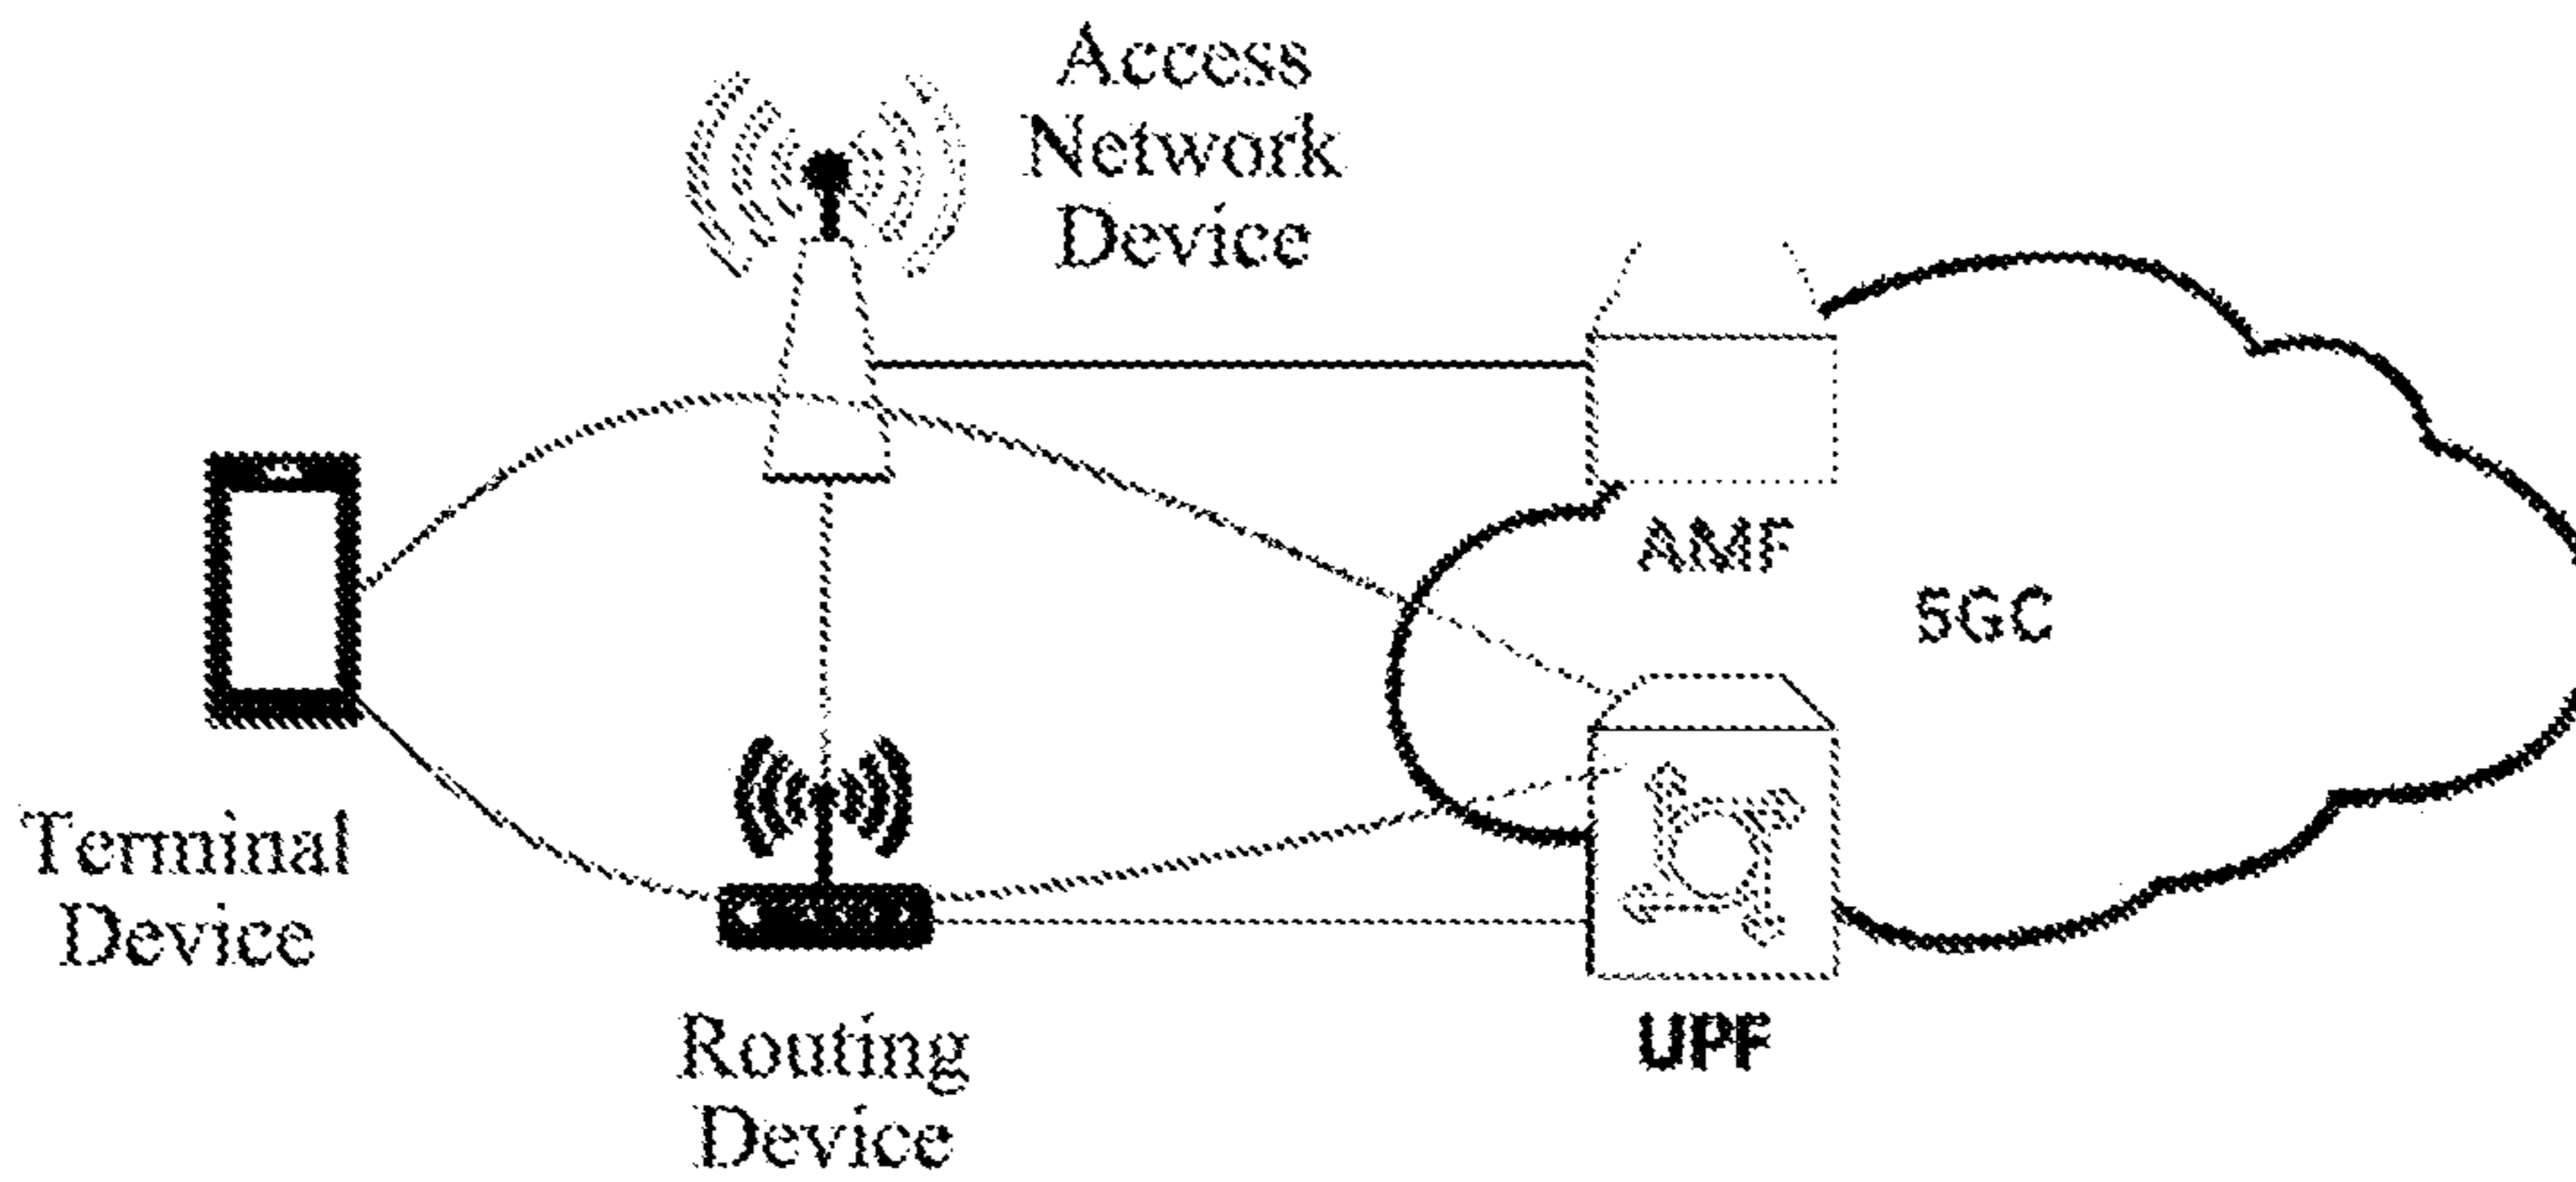 Access
Network
Device
AMF
5GC
Terminal
Device
UPF
Routing
Device